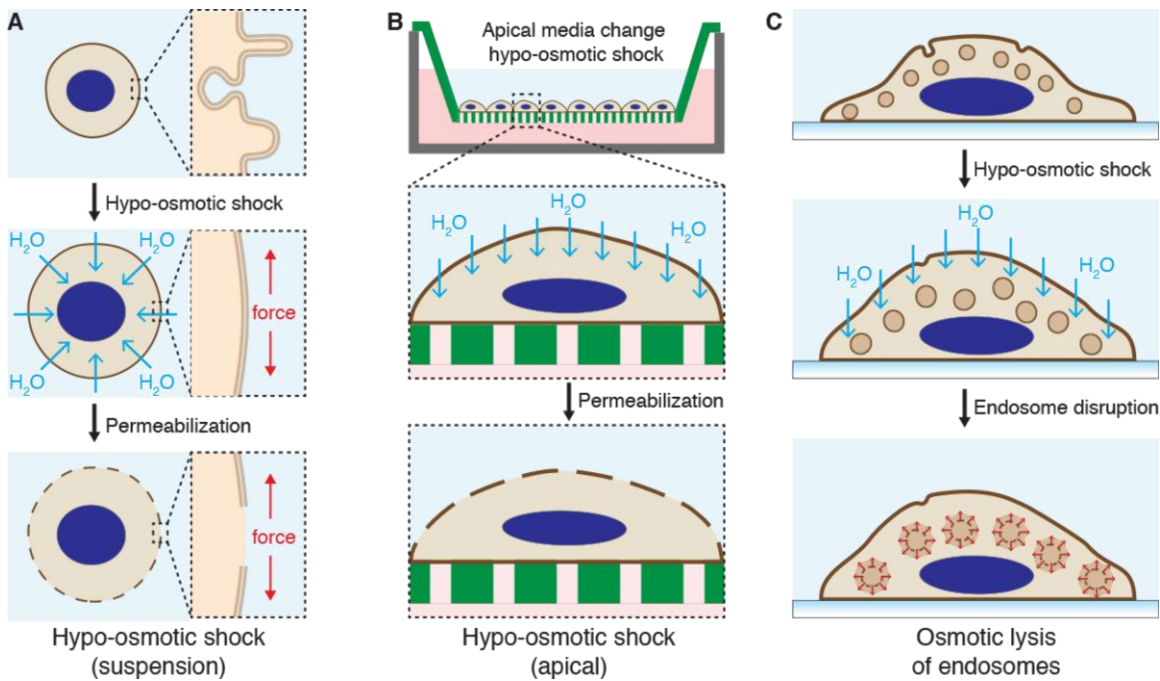 A
Hypo-osmotic shock
H₂O
H₂O
H₂O
H₂O
force
Permeabilization
force
Hypo-osmotic shock
(suspension)
B
Apical media change
hypo-osmotic shock
H₂O
H₂O
H₂O
Permeabilization
Hypo-osmotic shock
(apical)
C
Hypo-osmotic shock
H₂O
H₂O
H₂O
Endosome disruption
Osmotic lysis
of endosomes